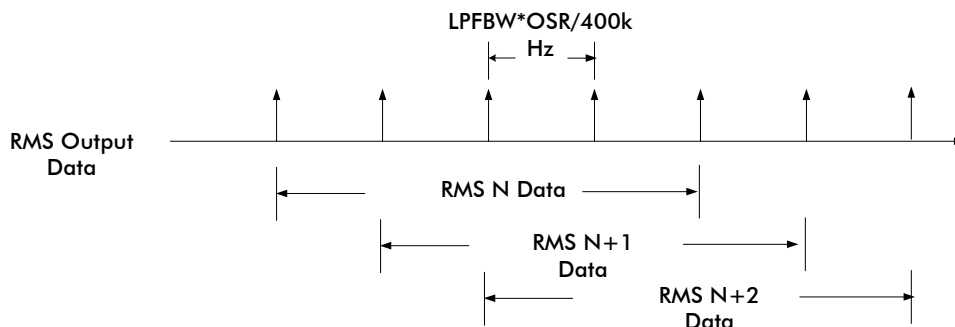 LPFBW*OSR/400k
Hz
RMS Output
Data
RMS N Data
RMS N+1
Data
RMS N+2
Data